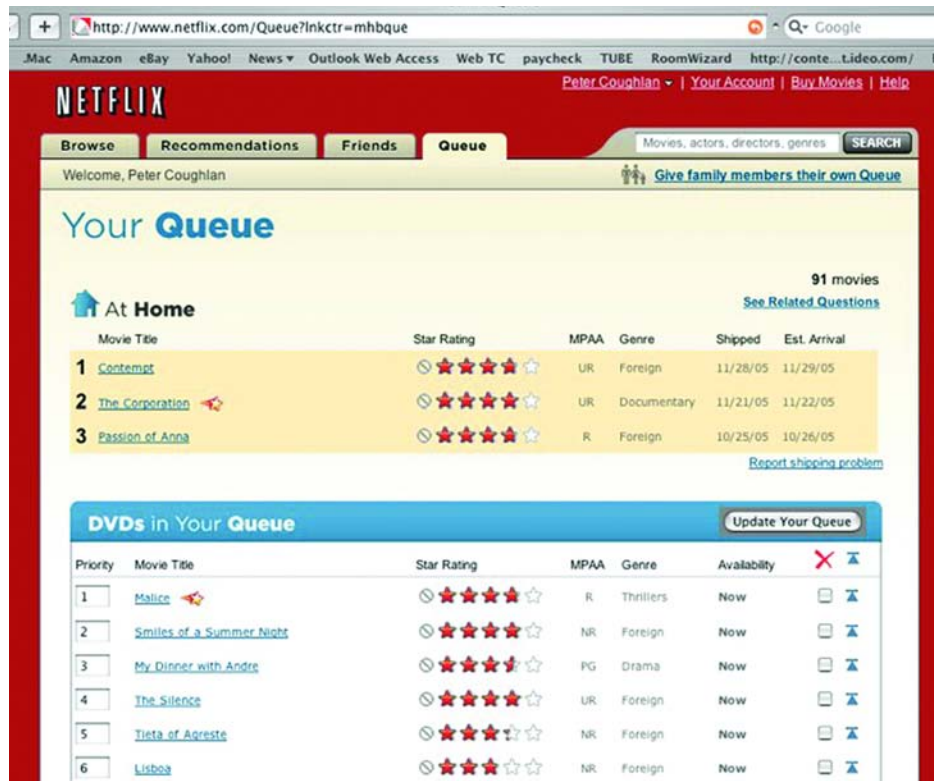 http://www.netflix.com/Queue?lnkctr=mhbque Google
Mac Amazon eBay Yahoo! News Outlook Web Access Web TC paycheck TUBE RoomWizard http://conte...t.ideo.com/
Peter Coughlan | Your Account | Buy Movies | Help
NETFLIX
Browse Recommendations Friends Queue Movies, actors, directors, genres SEARCH
Welcome, Peter Coughlan Give family members their own Queue
Your Queue
91 movies
At Home See Related Questions
Movie Title Star Rating MPAA Genre Shipped Est. Arrival
1 Contempt UR Foreign 11/28/05 11/29/05
2 The Corporation UR Documentary 11/21/05 11/22/05
3 Passion of Anna R Foreign 10/25/05 10/26/05
Report shipping problem
DVDs in Your Queue Update Your Queue
Priority Movie Title Star Rating MPAA Genre Availability
1 Malice R Thrillers Now
2 Smiles of a Summer Night NR Foreign Now
3 My Dinner with Andre PG Drama Now
4 The Silence UR Foreign Now
5 Tieta of Agreste NR Foreign Now
6 Lisboa NR Foreign Now